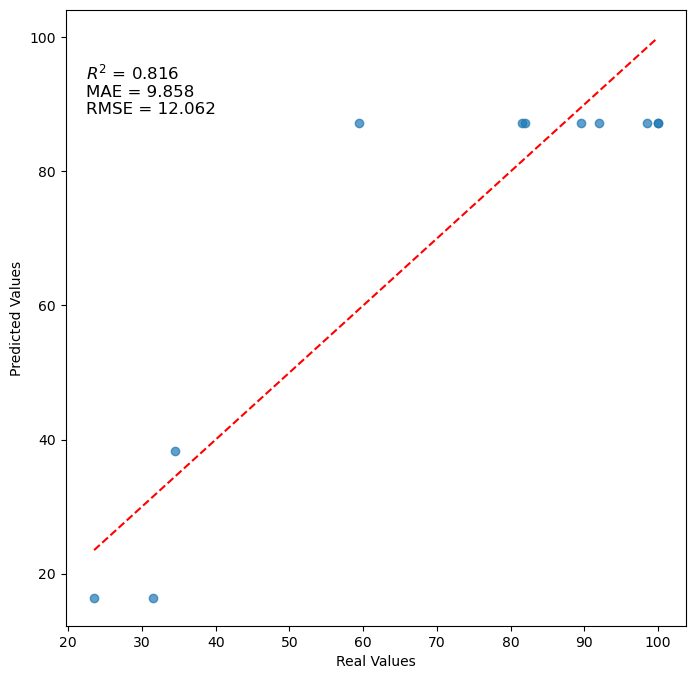 100
R² = 0.816
MAE = 9.858
RMSE = 12.062
80
60
40
20
Predicted Values
20 30 40 50 60 70 80 90 100
Real Values